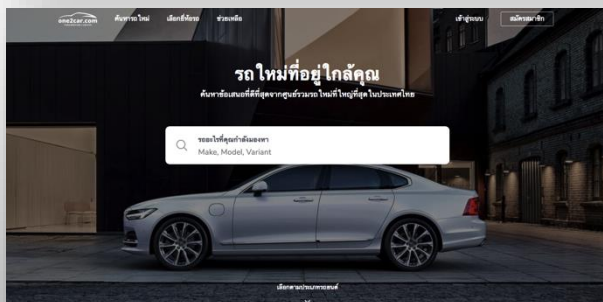 one2car.com
ค้นหารถใหม่
เลือกยี่ห้อรถ
ช่วยเหลือ
เข้าสู่ระบบ
สมัครสมาชิก
รถใหม่ที่อยู่ใกล้คุณ
ค้นหาข้อเสนอที่ดีที่สุดจากศูนย์รวมรถใหม่ที่ใหญ่ที่สุดในประเทศไทย
รถอะไรที่คุณกำลังมองหา
Make, Model, Variant
เลือกตามประเภทรถยนต์